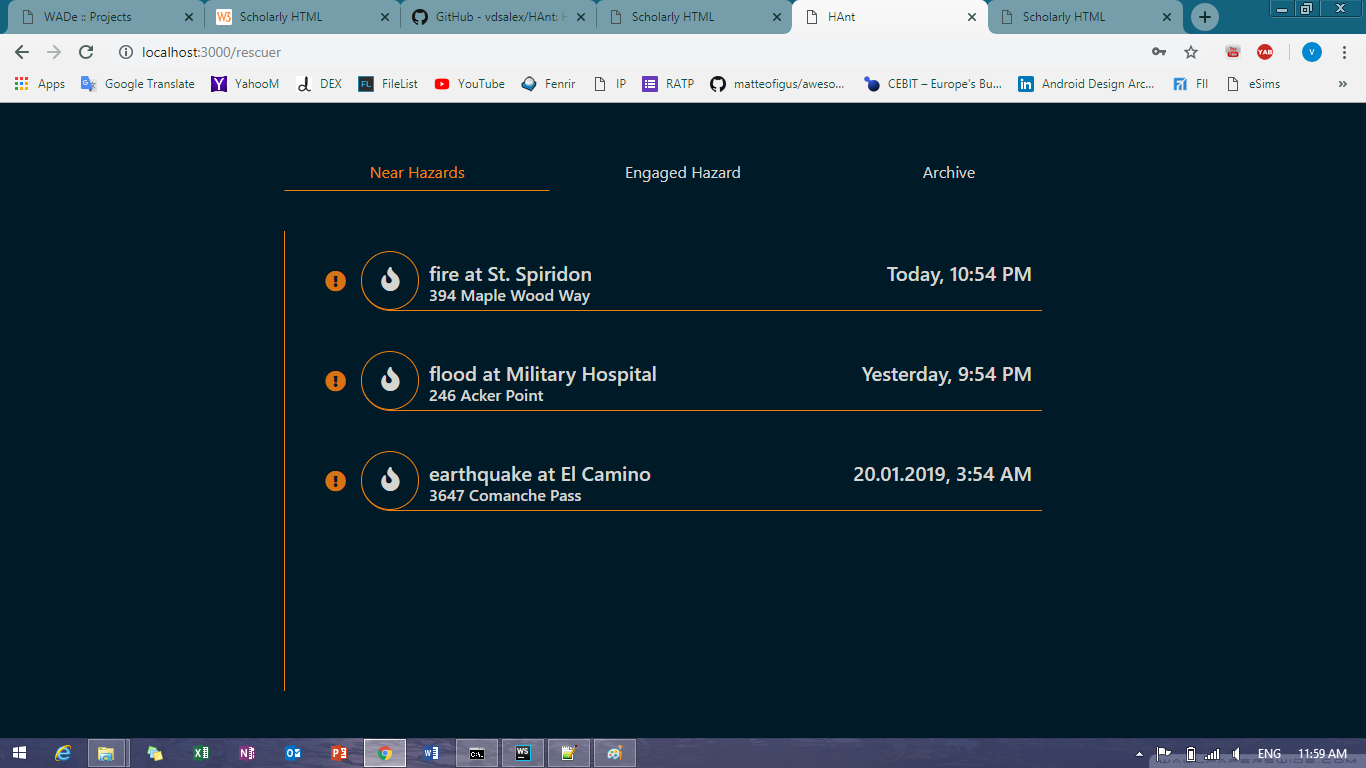 WADe :: Projects
Scholarly HTML
GitHub - vdsalex/HAnt: H
Scholarly HTML
HAnt
Scholarly HTML
localhost:3000/rescuer
Apps
Google Translate
YahooM
DEX
FileList
YouTube
Fenrir
IP
RATP
matteofigus/aweso...
CEBIT – Europe's Bu...
Android Design Arc...
FII
eSims
»
Near Hazards
Engaged Hazard
Archive
fire at St. Spiridon
Today, 10:54 PM
394 Maple Wood Way
flood at Military Hospital
Yesterday, 9:54 PM
246 Acker Point
earthquake at El Camino
20.01.2019, 3:54 AM
3647 Comanche Pass
ENG
11:59 AM